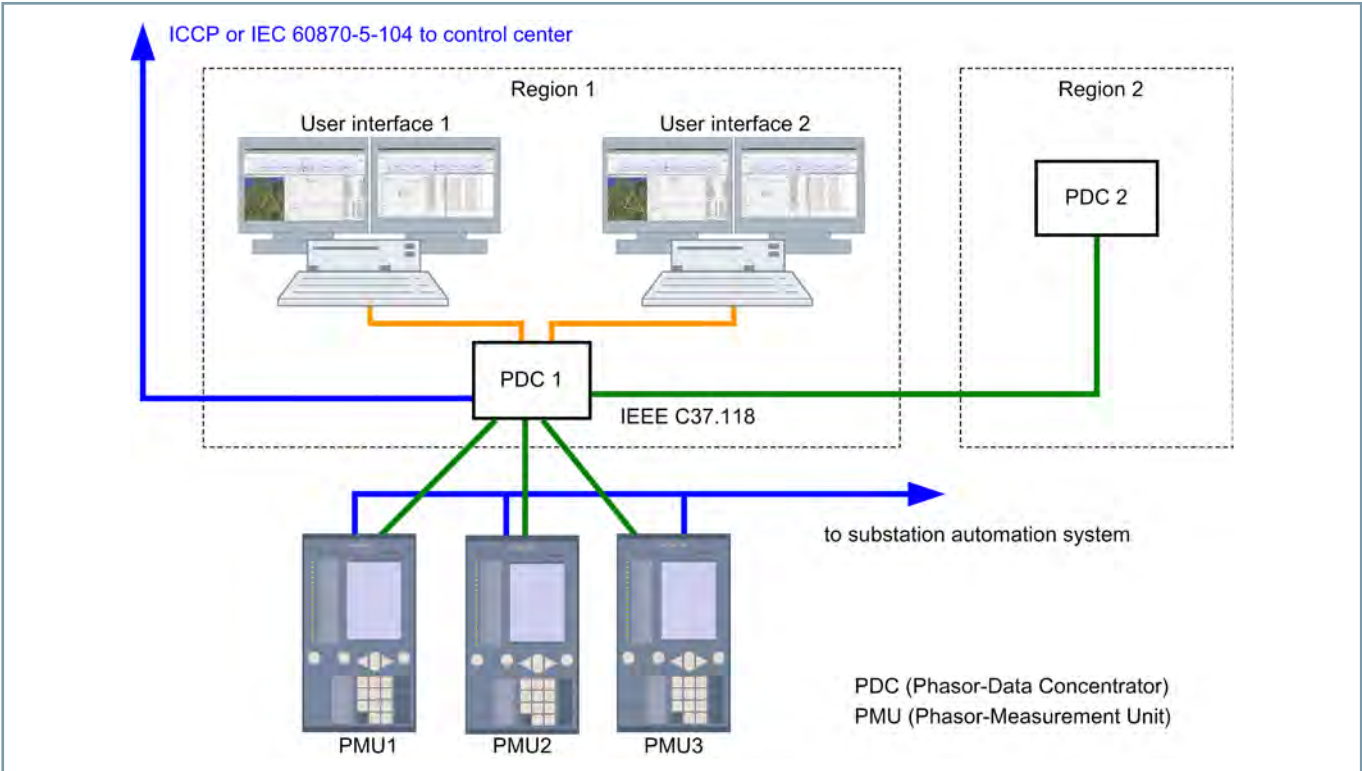 ICCP or IEC 60870-5-104 to control center
Region 1
Region 2
User interface 1
User interface 2
PDC 2
PDC 1
IEEE C37.118
to substation automation system
PDC (Phasor-Data Concentrator)
PMU (Phasor-Measurement Unit)
PMU1
PMU2
PMU3